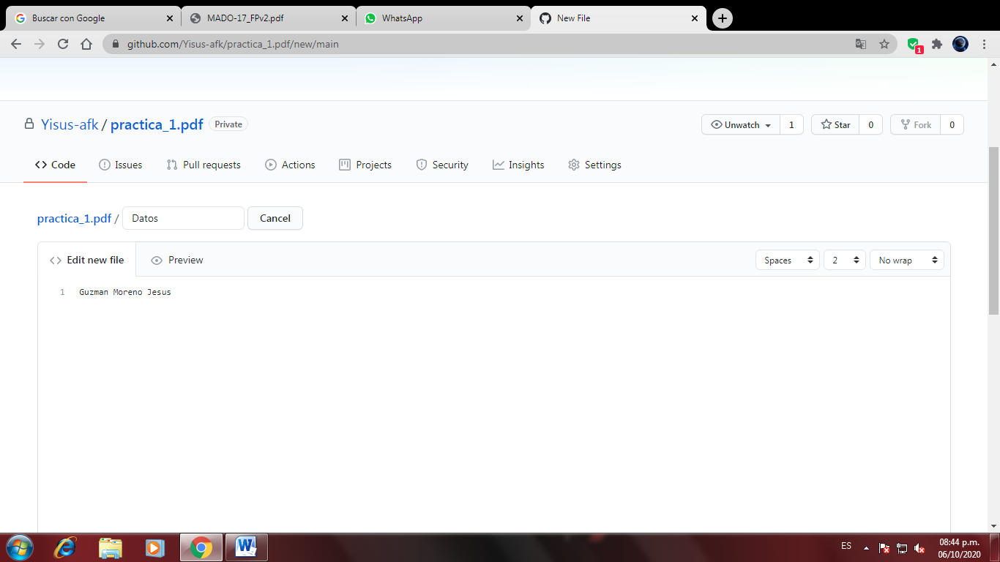 Buscar con Google
MADO-17_FPv2.pdf
WhatsApp
New File
github.com/Yisus-afk/practica_1.pdf/new/main
1
Yisus-afk / practica_1.pdf Private
Unwatch 1
Star 0
Fork 0
Code Issues Pull requests Actions Projects Security Insights Settings
practica_1.pdf / Datos Cancel
Edit new file Preview Spaces 2 No wrap
1 Guzman Moreno Jesus
ES
08:44 p.m.
06/10/2020